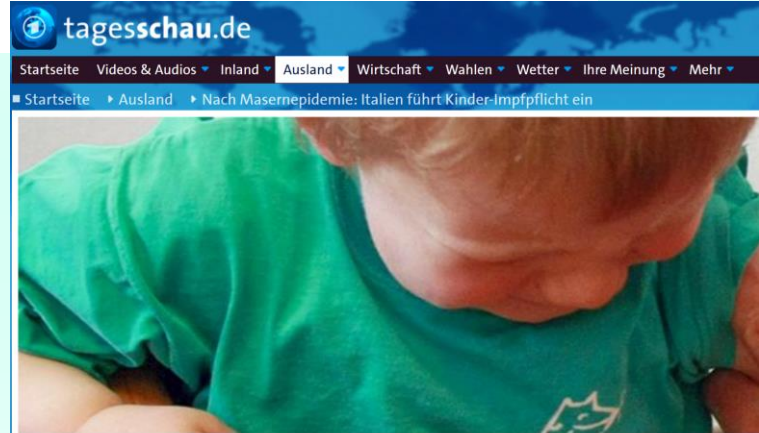 tagesschau.de
Startseite Videos & Audios Inland Ausland Wirtschaft Wahlen Wetter Ihre Meinung Mehr
Startseite Ausland Nach Masernepidemie: Italien führt Kinder-Impfpflicht ein